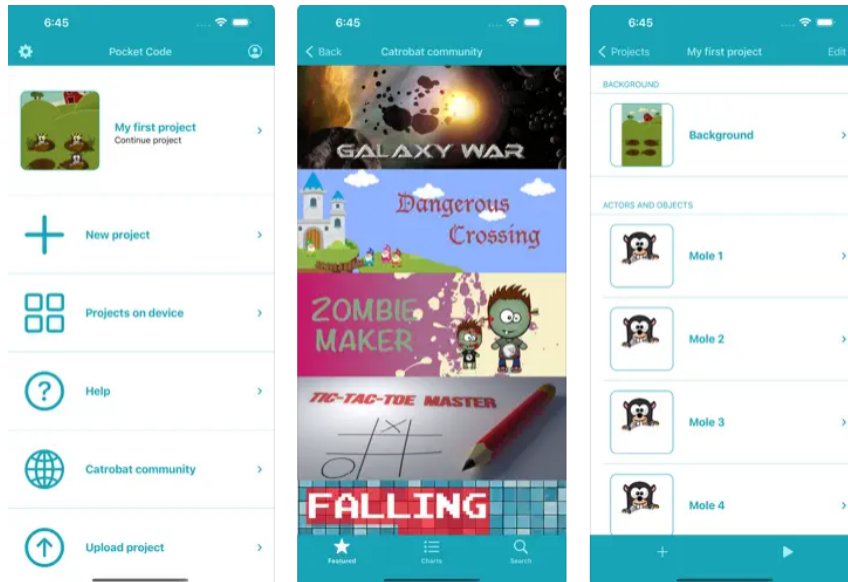 6:45
Pocket Code
My first project
Continue project
New project
Projects on device
Help
Catrobat community
Upload project
6:45
Back
Catrobat community
GALAXY WAR
Dangerous
Crossing
ZOMBIE
MAKER
TIC-TAC-TOE MASTER
FALLING
Featured
Charts
Search
6:45
Projects
My first project
Edit
BACKGROUND
Background
ACTORS AND OBJECTS
Mole 1
Mole 2
Mole 3
Mole 4